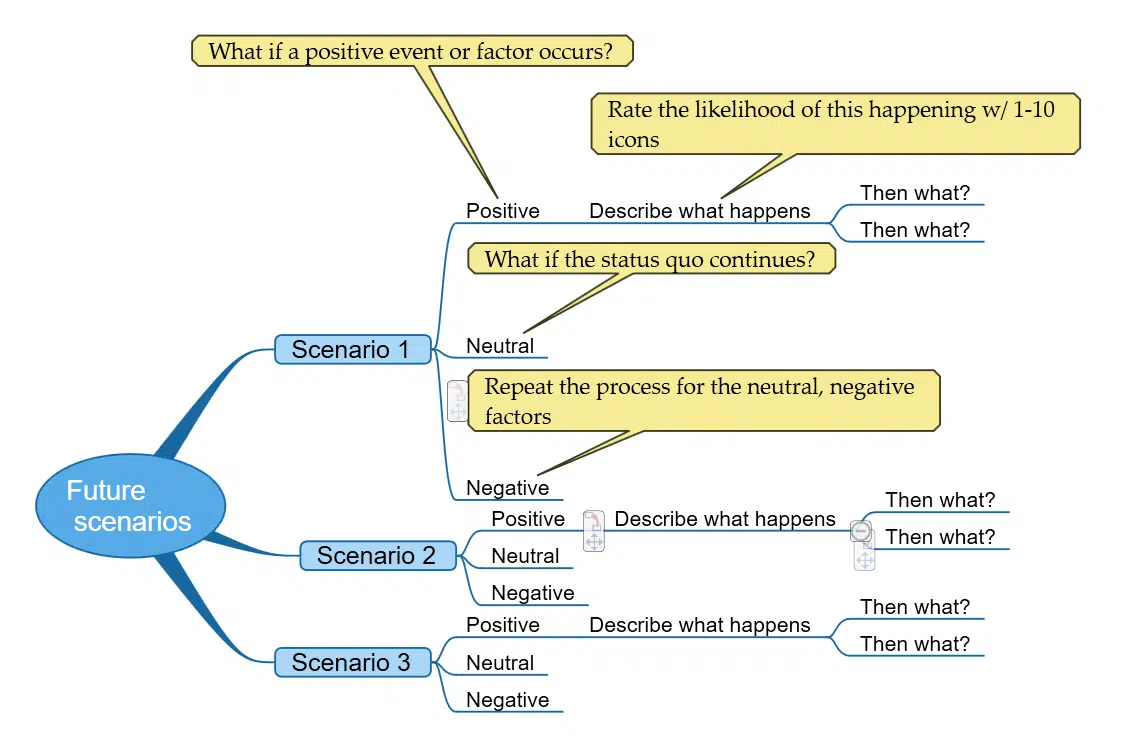 What if a positive event or factor occurs?
Rate the likelihood of this happening w/ 1-10
icons
Positive
Describe what happens
Then what?
Then what?
What if the status quo continues?
Scenario 1
Neutral
Repeat the process for the neutral, negative
factors
Negative
Future
scenarios
Scenario 2
Positive
Describe what happens
Then what?
Then what?
Neutral
Negative
Scenario 3
Positive
Describe what happens
Then what?
Then what?
Neutral
Negative